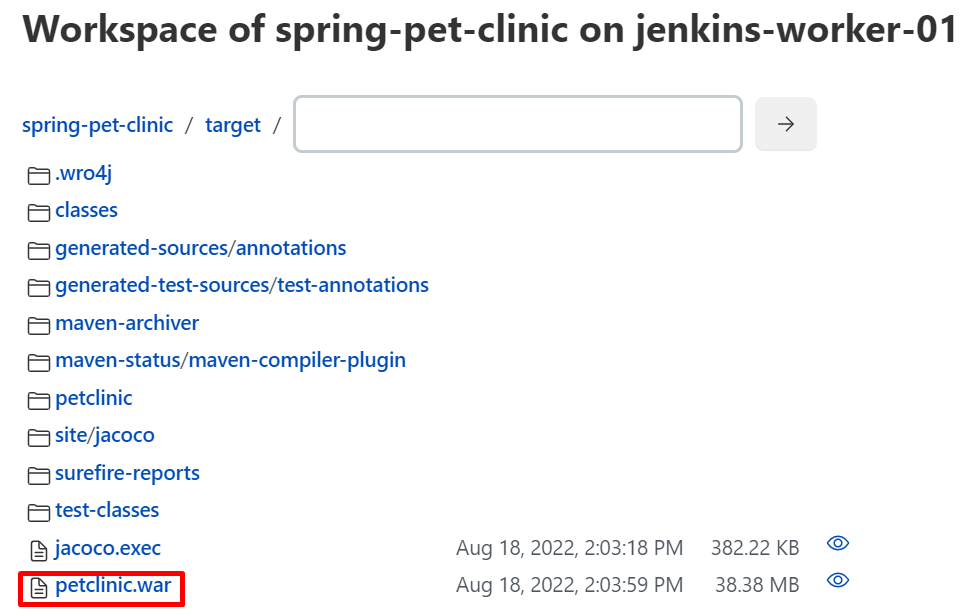 Workspace of spring-pet-clinic on jenkins-worker-01
spring-pet-clinic / target /
.wro4j
classes
generated-sources/annotations
generated-test-sources/test-annotations
maven-archiver
maven-status/maven-compiler-plugin
petclinic
site/jacoco
surefire-reports
test-classes
jacoco.exec Aug 18, 2022, 2:03:18 PM 382.22 KB
petclinic.war Aug 18, 2022, 2:03:59 PM 38.38 MB